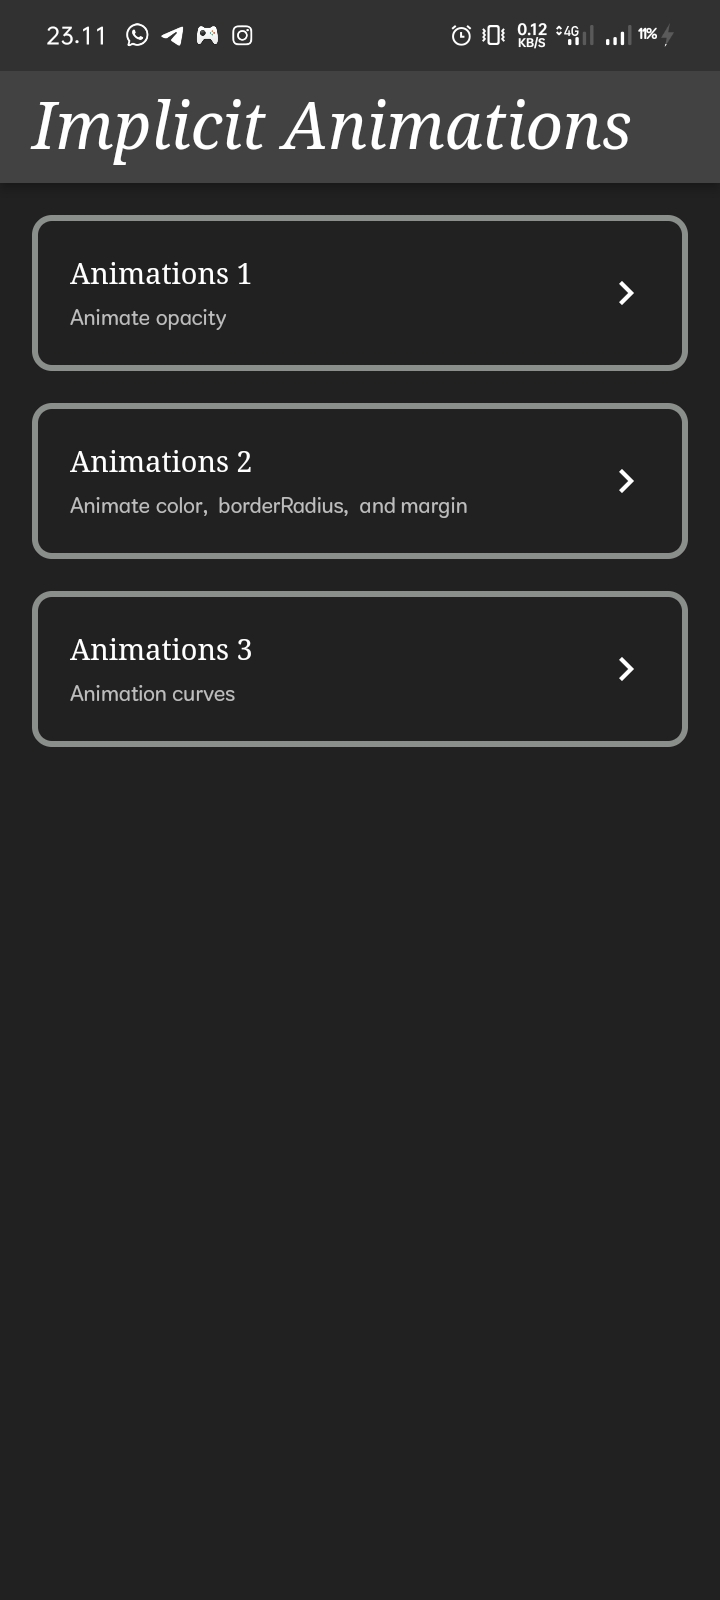 23.11 0.12 KB/S 4G 11%
Implicit Animations
Animations 1
Animate opacity
Animations 2
Animate color, borderRadius, and margin
Animations 3
Animation curves